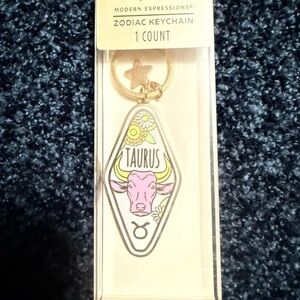 MODERN EXPRESSIONS®
ZODIAC KEYCHAIN
1 COUNT
TAURUS